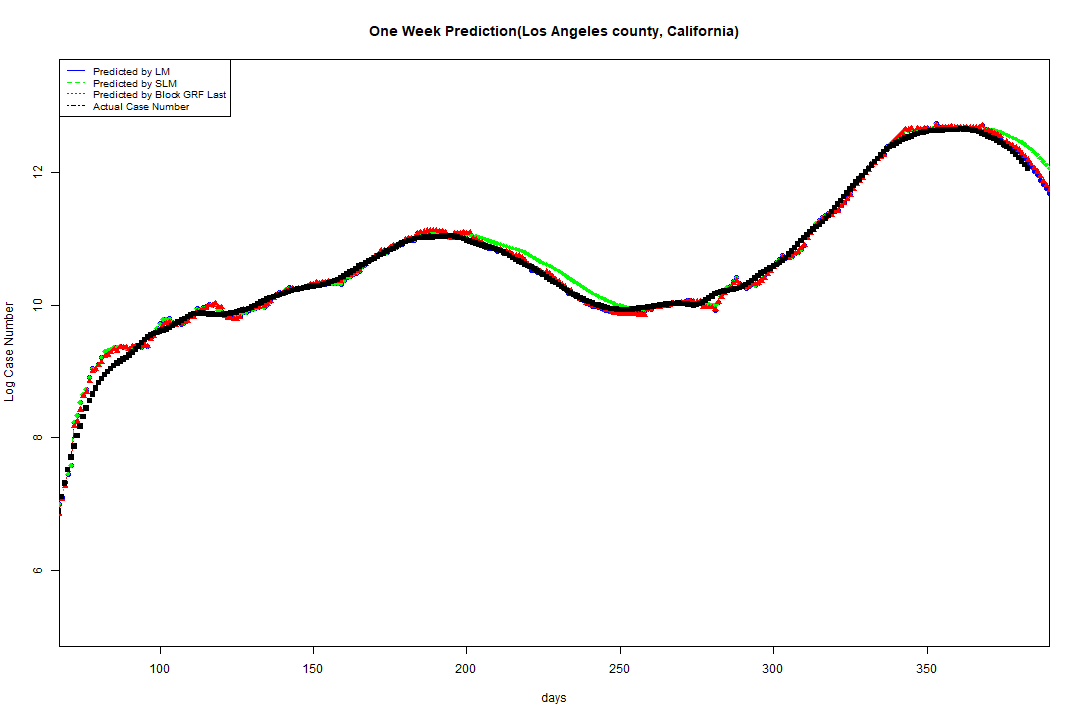 One Week Prediction(Los Angeles county, California)
Predicted by LM
Predicted by SLM
Predicted by Block GRF Last
Actual Case Number
12
10
8
6
Log Case Number
100 150 200 250 300 350
days